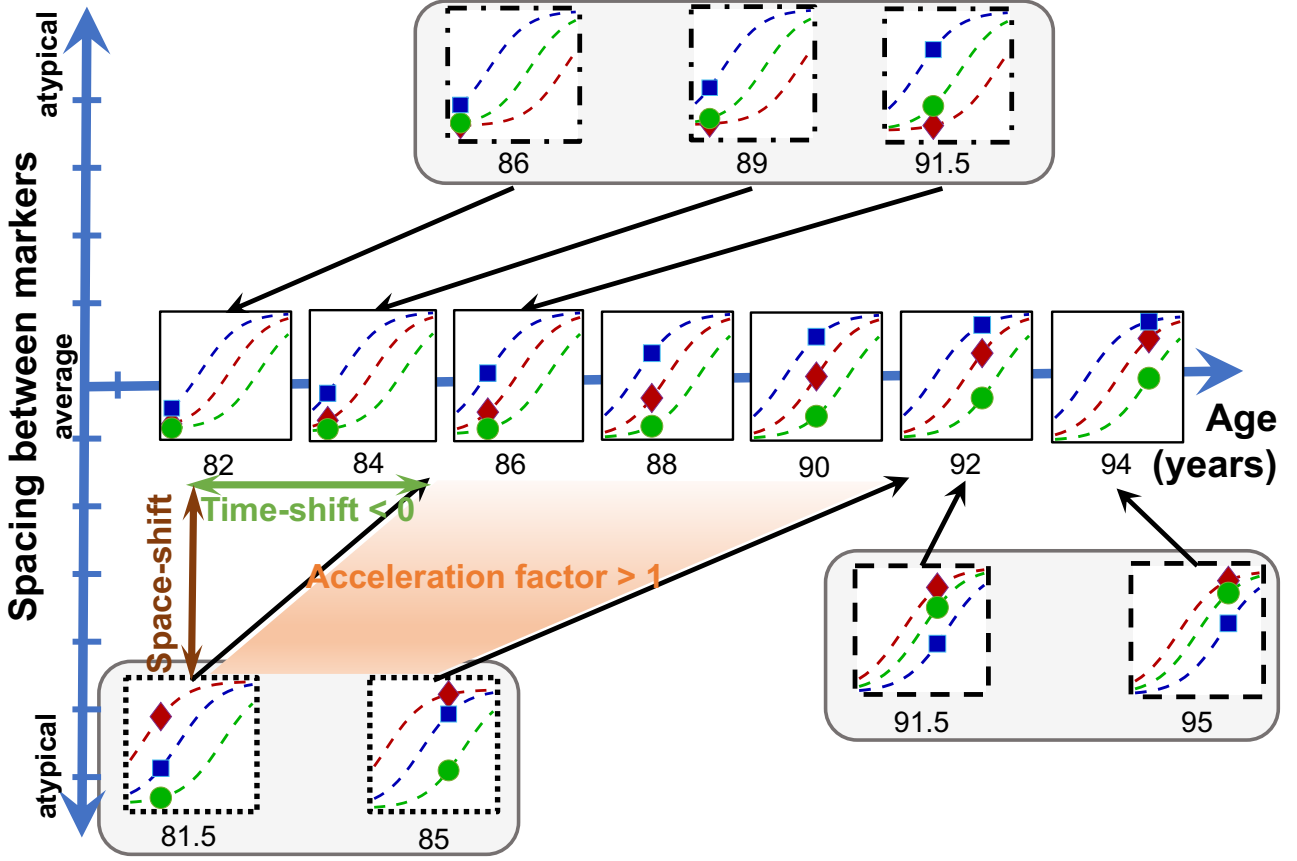 atypical
Spacing between markers
average
atypical
86
89
91.5
82
84
86
88
90
92
94
Age
(years)
Time-shift < 0
Space-shift
Acceleration factor > 1
91.5
95
81.5
85